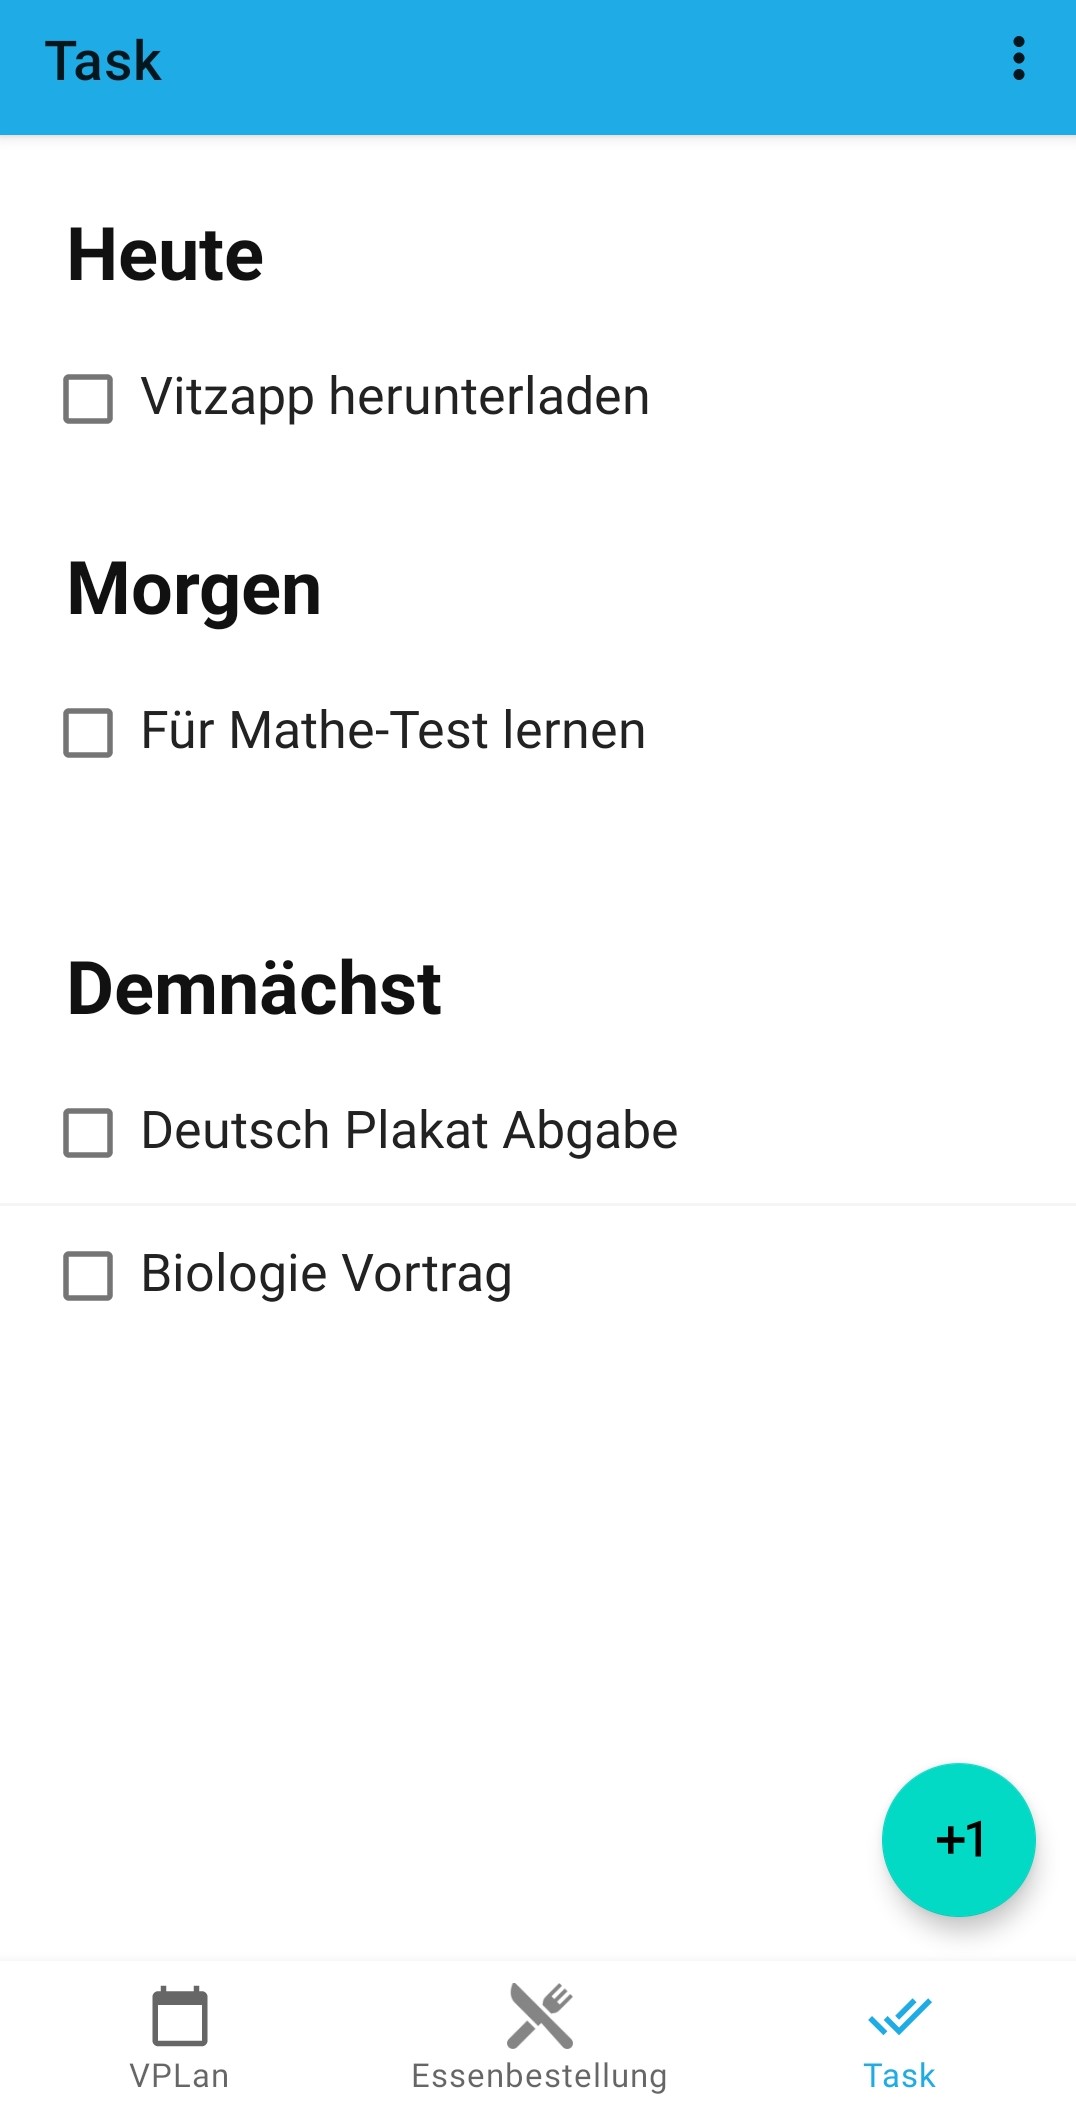 Task
Heute
Vitzapp herunterladen
Morgen
Für Mathe-Test lernen
Demnächst
Deutsch Plakat Abgabe
Biologie Vortrag
+1
VPLan
Essenbestellung
Task